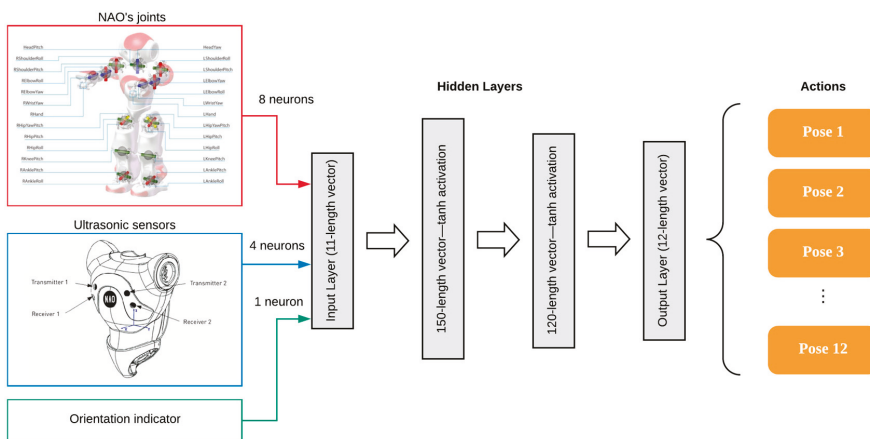 NAO's joints
HeadPitch
RShoulderRoll
RShoulderPitch
RElbowRoll
RElbowYaw
RWristYaw
RHand
RHipYawPitch
RHipPitch
RHipRoll
RKneePitch
RAnklePitch
RAnkleRoll
HeadYaw
LShoulderRoll
LShoulderPitch
LElbowYaw
LElbowRoll
LWristYaw
LHand
LHipYawPitch
LHipPitch
LHipRoll
LKneePitch
LAnklePitch
LAnkleRoll
8 neurons
Ultrasonic sensors
Transmitter 1
Receiver 1
NAO
Transmitter 2
Receiver 2
4 neurons
1 neuron
Orientation indicator
Input Layer (11-length vector)
Hidden Layers
150-length vector—tanh activation
120-length vector—tanh activation
Output Layer (12-length vector)
Actions
Pose 1
Pose 2
Pose 3
⋮
Pose 12